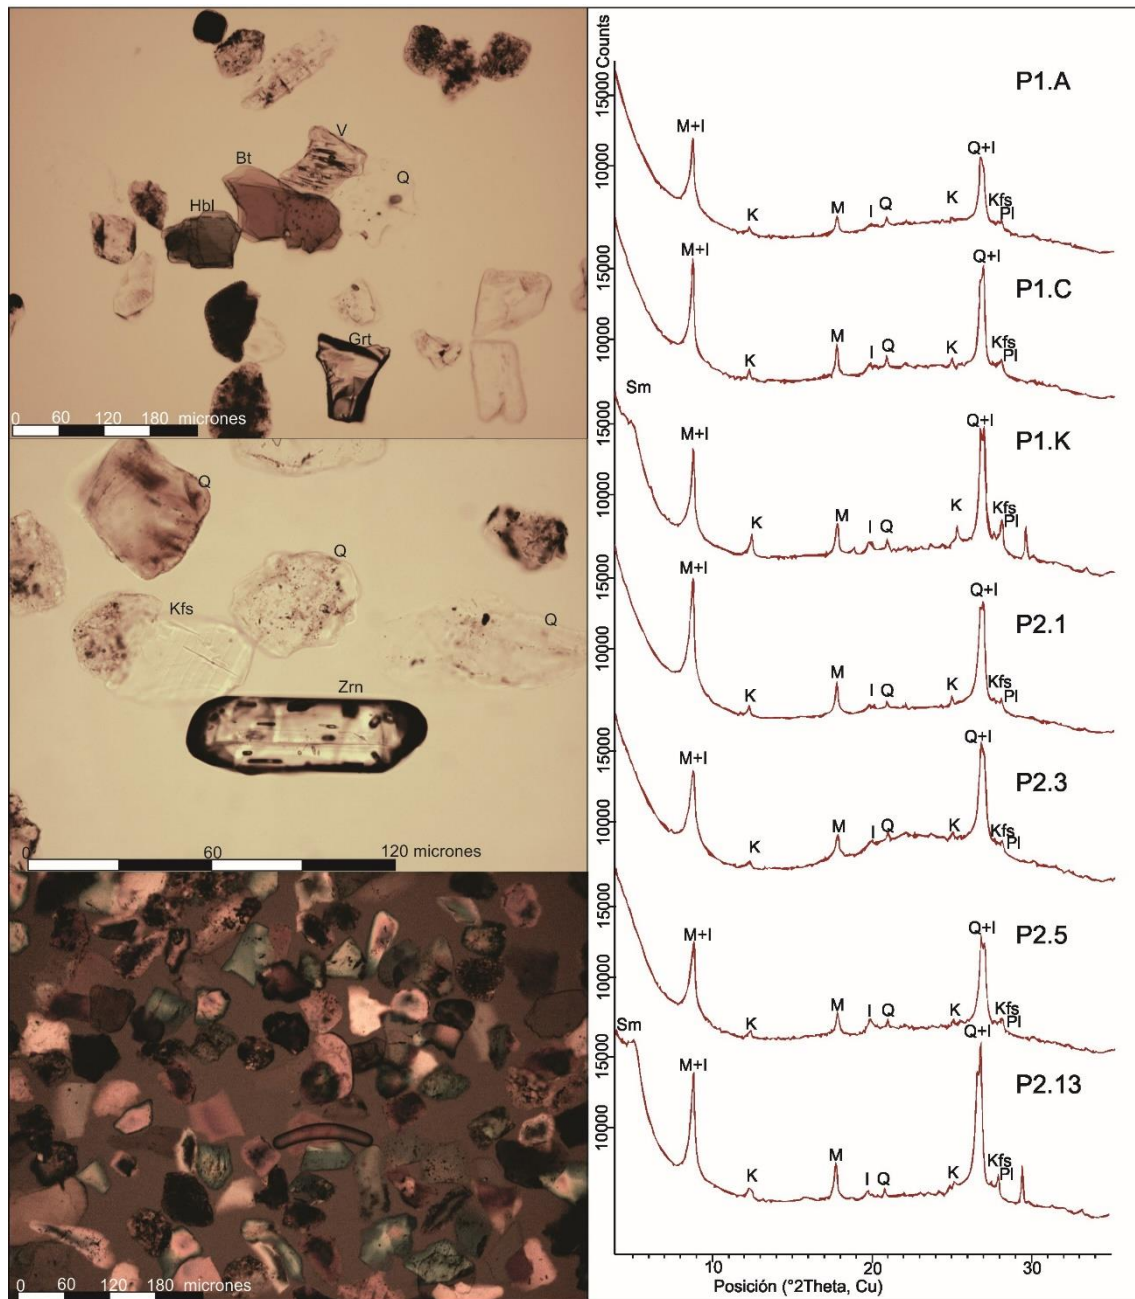 V
Bt
Q
Hbl
Grt
0 60 120 180 micrones
Q
Q
Kfs
Q
Q
Zrn
0 60 120 micrones
0 60 120 180 micrones
15000 Counts
10000
P1.A
M+I
K
M
I
Q
K
Q+I
Kfs
Pl
15000
10000
P1.C
M+I
K
M
I
Q
K
Q+I
Kfs
Pl
Sm
15000
10000
P1.K
M+I
K
M
I
Q
K
Q+I
Kfs
Pl
15000
10000
P2.1
M+I
K
M
I
Q
K
Q+I
Kfs
Pl
15000
10000
P2.3
M+I
K
M
I
Q
K
Q+I
Kfs
Pl
15000
10000
P2.5
M+I
K
M
I
Q
K
Q+I
Kfs
Pl
Sm
15000
10000
P2.13
M+I
K
M
I
Q
K
Q+I
Kfs
Pl
10 20 30
Posición (°2Theta, Cu)